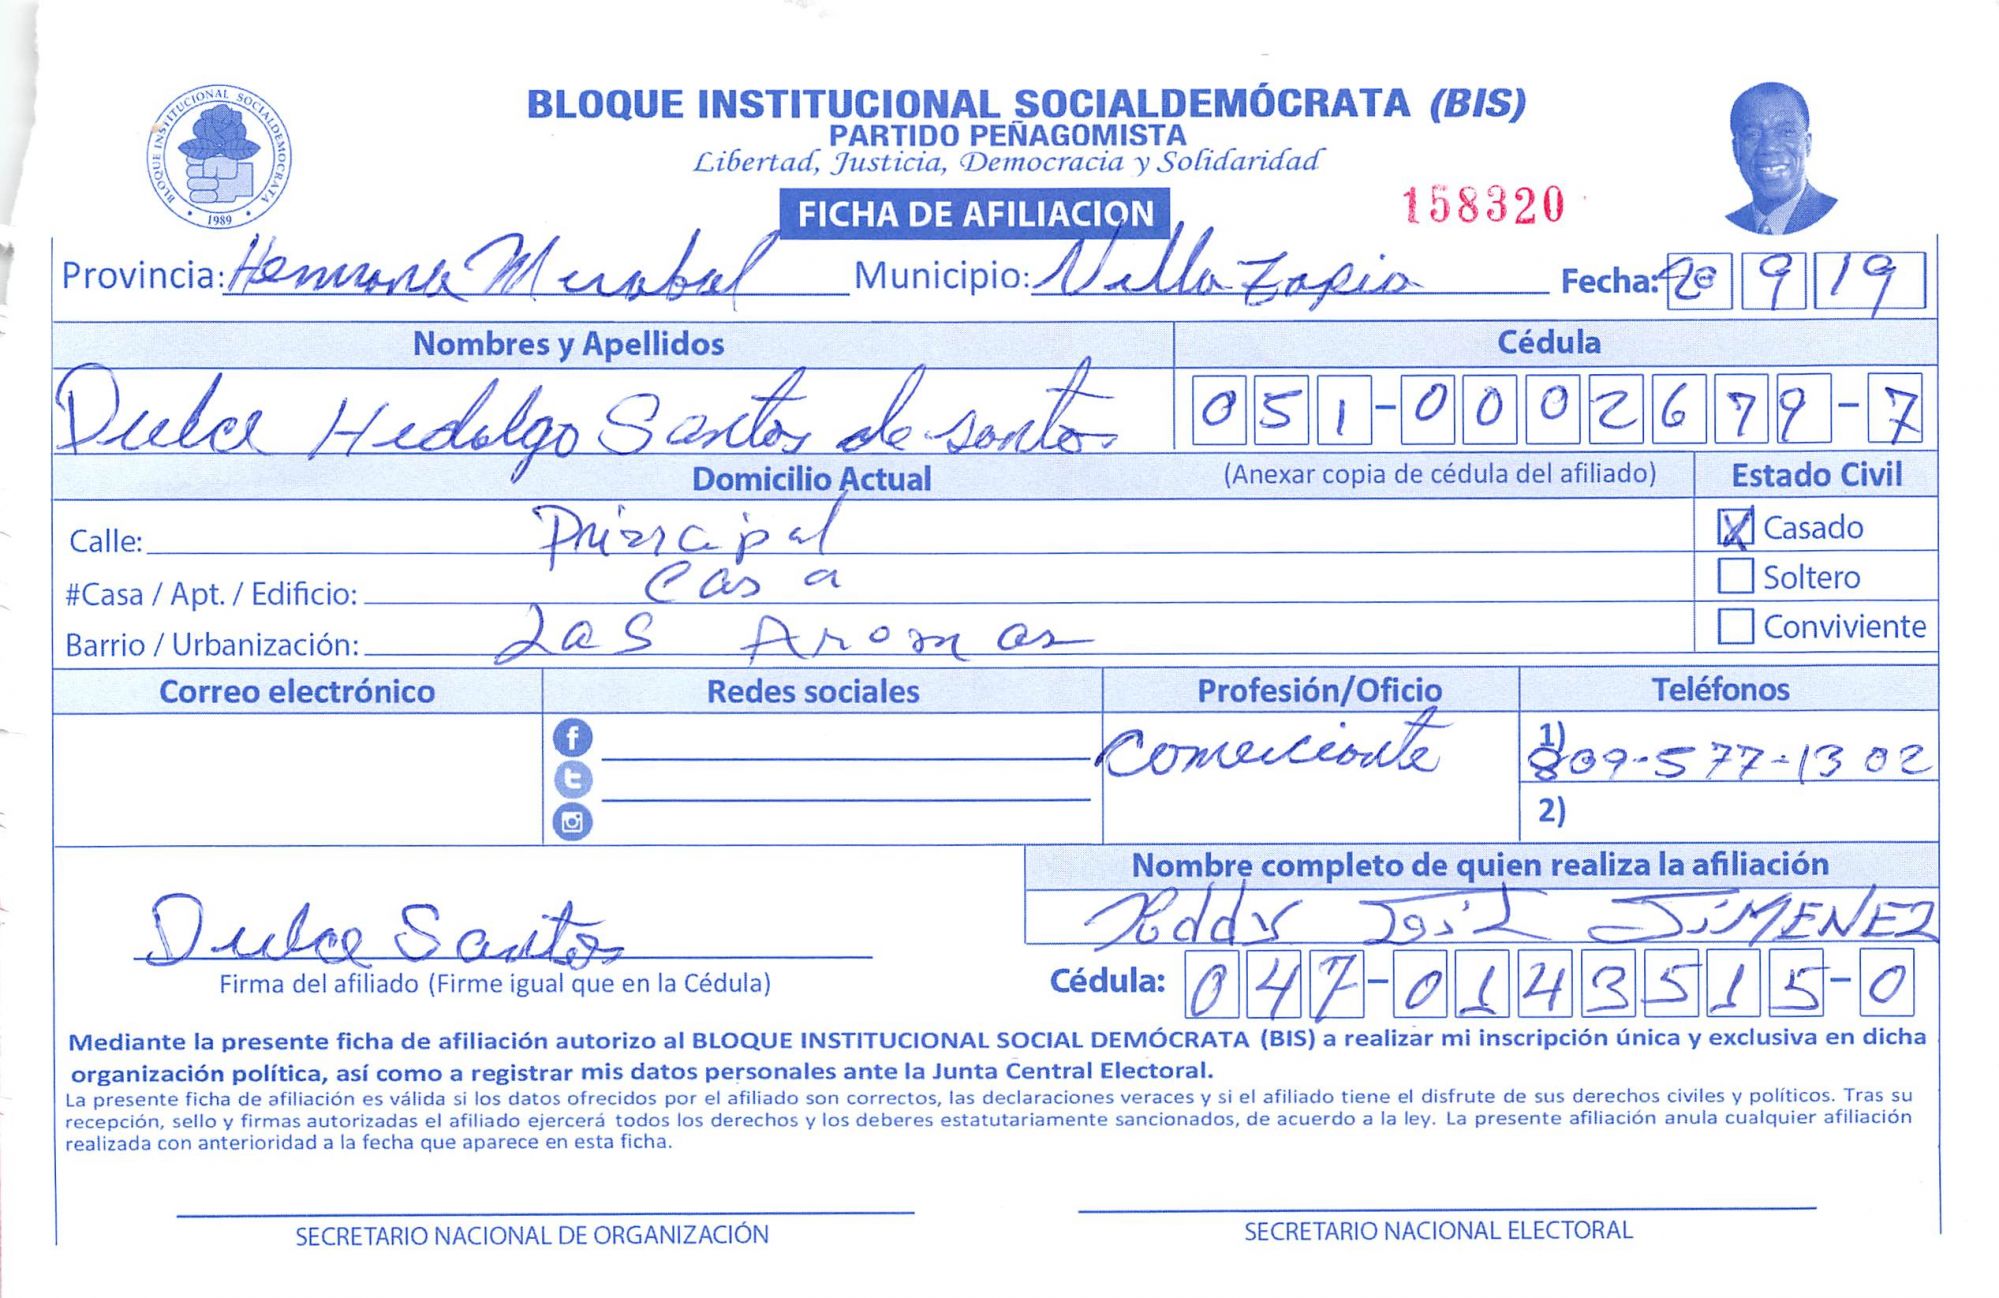 BLOQUE INSTITUCIONAL SOCIALDEMOCRATA
1989
BLOQUE INSTITUCIONAL SOCIALDEMÓCRATA (BIS)
PARTIDO PEÑAGOMISTA
Libertad, Justicia, Democracia y Solidaridad
FICHA DE AFILIACION
158320
Provincia: Hermana Mirabal Municipio: Villa Tapia Fecha: 20 9 19
Nombres y Apellidos Cédula
Dulce Hidalgo Santos de santos 051-0002679-7
Domicilio Actual (Anexar copia de cédula del afiliado) Estado Civil
Calle: Principal X Casado
#Casa / Apt. / Edificio: Casa Soltero
Barrio / Urbanización: Las Aromas Conviviente
Correo electrónico Redes sociales Profesión/Oficio Teléfonos
Comerciante 1) 809-577-1302
2)
Nombre completo de quien realiza la afiliación
José JiMENEZ
Dulce Santos
Firma del afiliado (Firme igual que en la Cédula) Cédula: 047-0143515-0
Mediante la presente ficha de afiliación autorizo al BLOQUE INSTITUCIONAL SOCIAL DEMÓCRATA (BIS) a realizar mi inscripción única y exclusiva en dicha
organización política, así como a registrar mis datos personales ante la Junta Central Electoral.
La presente ficha de afiliación es válida si los datos ofrecidos por el afiliado son correctos, las declaraciones veraces y si el afiliado tiene el disfrute de sus derechos civiles y políticos. Tras su
recepción, sello y firmas autorizadas el afiliado ejercerá todos los derechos y los deberes estatutariamente sancionados, de acuerdo a la ley. La presente afiliación anula cualquier afiliación
realizada con anterioridad a la fecha que aparece en esta ficha.
SECRETARIO NACIONAL DE ORGANIZACIÓN SECRETARIO NACIONAL ELECTORAL